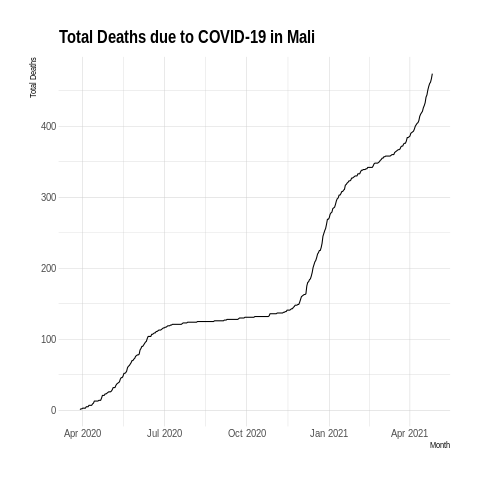 Total Deaths due to COVID-19 in Mali
Total Deaths
400
300
200
100
0
Apr 2020 Jul 2020 Oct 2020 Jan 2021 Apr 2021
Month